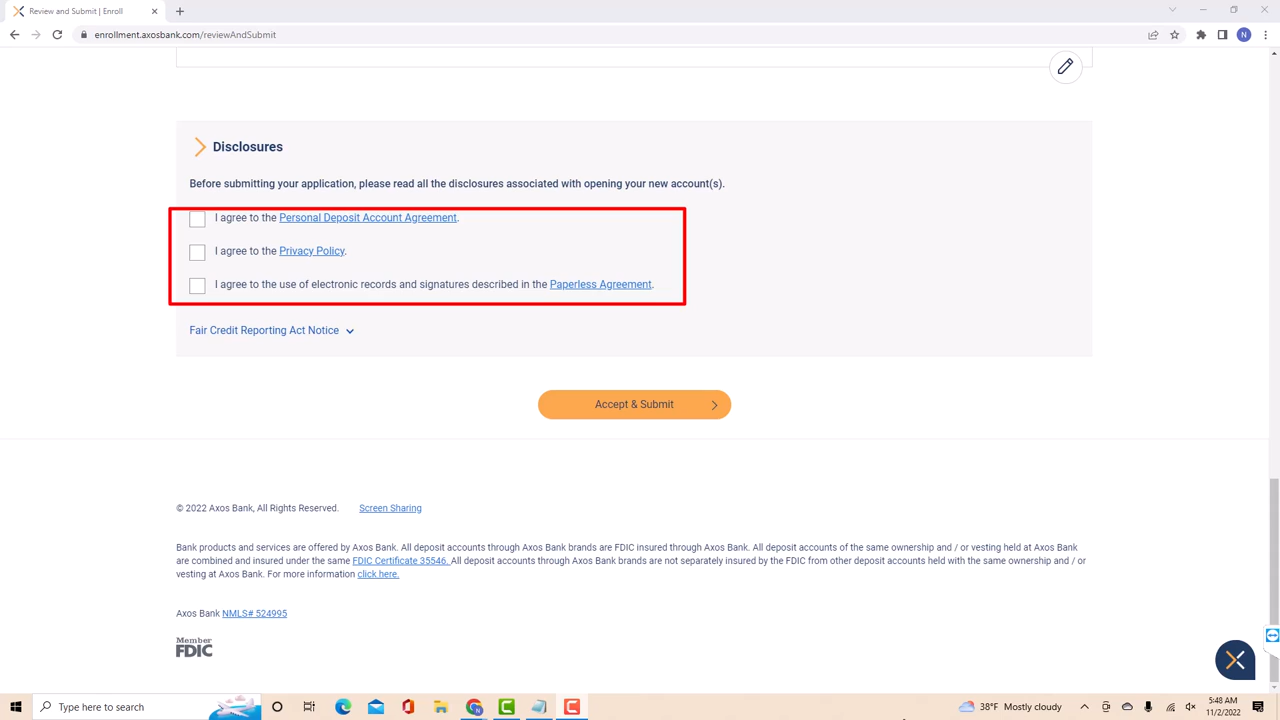 Review and Submit | Enroll
enrollment.axosbank.com/reviewAndSubmit
N
Disclosures
Before submitting your application, please read all the disclosures associated with opening your new account(s).
I agree to the Personal Deposit Account Agreement.
I agree to the Privacy Policy.
I agree to the use of electronic records and signatures described in the Paperless Agreement.
Fair Credit Reporting Act Notice
Accept & Submit
© 2022 Axos Bank, All Rights Reserved. Screen Sharing
Bank products and services are offered by Axos Bank. All deposit accounts through Axos Bank brands are FDIC insured through Axos Bank. All deposit accounts of the same ownership and / or vesting held at Axos Bank
are combined and insured under the same FDIC Certificate 35546. All deposit accounts through Axos Bank brands are not separately insured by the FDIC from other deposit accounts held with the same ownership and / or
vesting at Axos Bank. For more information click here.
Axos Bank NMLS# 524995
Member
FDIC
Type here to search
38°F Mostly cloudy
5:48 AM
11/2/2022